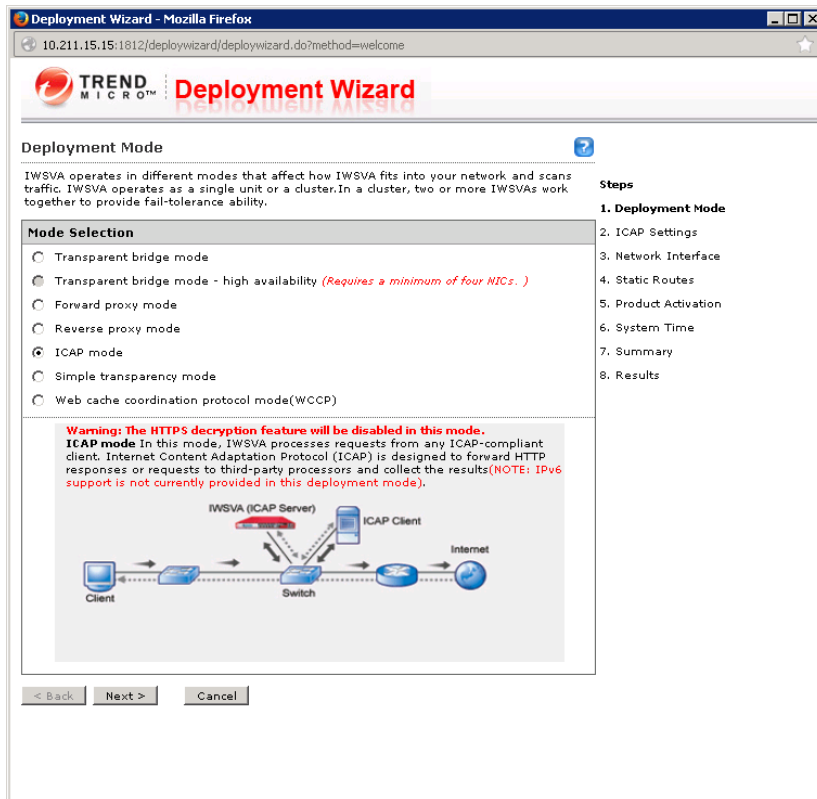 Deployment Wizard - Mozilla Firefox
10.211.15.15:1812/deploywizard/deploywizard.do?method=welcome
TREND
MICRO™
Deployment Wizard
Deployment Mode
?
IWSVA operates in different modes that affect how IWSVA fits into your network and scans
traffic. IWSVA operates as a single unit or a cluster.In a cluster, two or more IWSVAs work
together to provide fail-tolerance ability.
Mode Selection
Transparent bridge mode
Transparent bridge mode - high availability (Requires a minimum of four NICs. )
Forward proxy mode
Reverse proxy mode
ICAP mode
Simple transparency mode
Web cache coordination protocol mode(WCCP)
Warning: The HTTPS decryption feature will be disabled in this mode.
ICAP mode In this mode, IWSVA processes requests from any ICAP-compliant
client. Internet Content Adaptation Protocol (ICAP) is designed to forward HTTP
responses or requests to third-party processors and collect the results(NOTE: IPv6
support is not currently provided in this deployment mode).
IWSVA (ICAP Server)
ICAP Client
Internet
Client
Switch
Steps
1. Deployment Mode
2. ICAP Settings
3. Network Interface
4. Static Routes
5. Product Activation
6. System Time
7. Summary
8. Results
< Back
Next >
Cancel